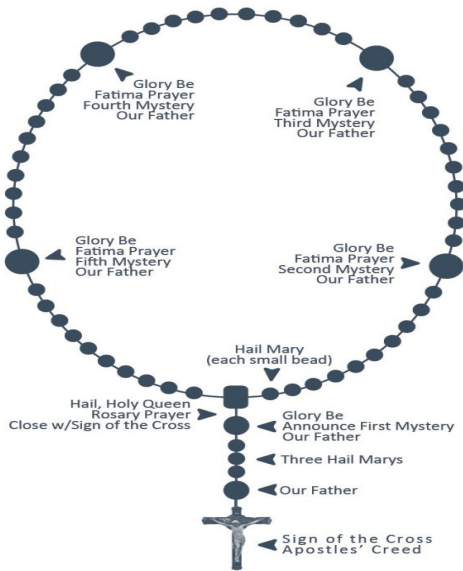 Glory Be
Fatima Prayer
Fourth Mystery
Our Father
Glory Be
Fatima Prayer
Third Mystery
Our Father
Glory Be
Fatima Prayer
Fifth Mystery
Our Father
Glory Be
Fatima Prayer
Second Mystery
Our Father
Hail Mary
(each small bead)
Hail, Holy Queen
Rosary Prayer
Close w/Sign of the Cross
Glory Be
Announce First Mystery
Our Father
Three Hail Marys
Our Father
Sign of the Cross
Apostles' Creed